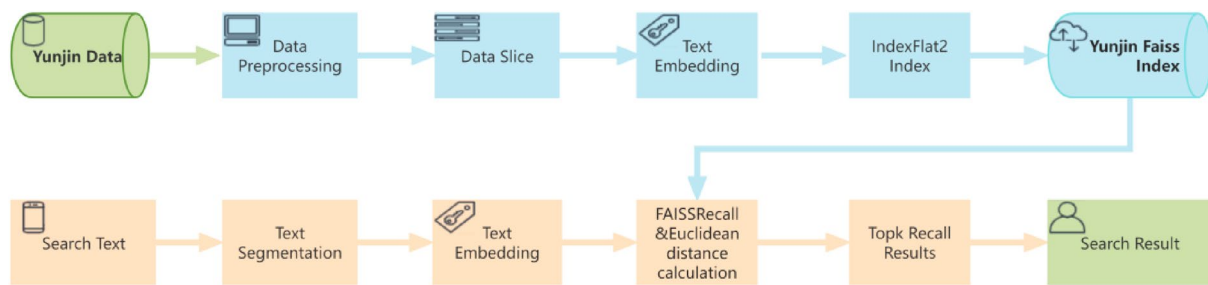 Yunjin Data
Data
Preprocessing
Data Slice
Text
Embedding
IndexFlat2
Index
Yunjin Faiss
Index
Search Text
Text
Segmentation
Text
Embedding
FAISSRecall
&Euclidean
distance
calculation
Topk Recall
Results
Search Result